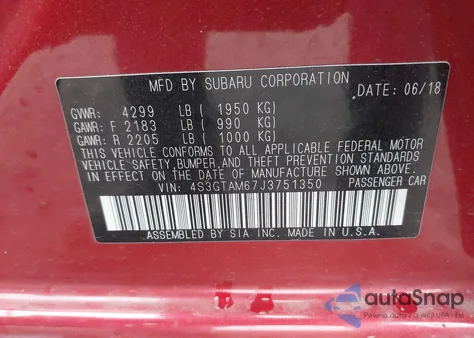 MFD BY SUBARU CORPORATION
DATE: 06/18
GVWR: 4299 LB ( 1950 KG)
GAWR: F 2183 LB ( 990 KG)
GAWR: R 2205 LB ( 1000 KG)
THIS VEHICLE CONFORMS TO ALL APPLICABLE FEDERAL MOTOR
VEHICLE SAFETY, BUMPER, AND THEFT PREVENTION STANDARDS
IN EFFECT ON THE DATE OF MANUFACTURE SHOWN ABOVE.
VIN: 4S3GTAM67J3751350 PASSENGER CAR
ASSEMBLED BY SIA INC. MADE IN U.S.A.
autoSnap